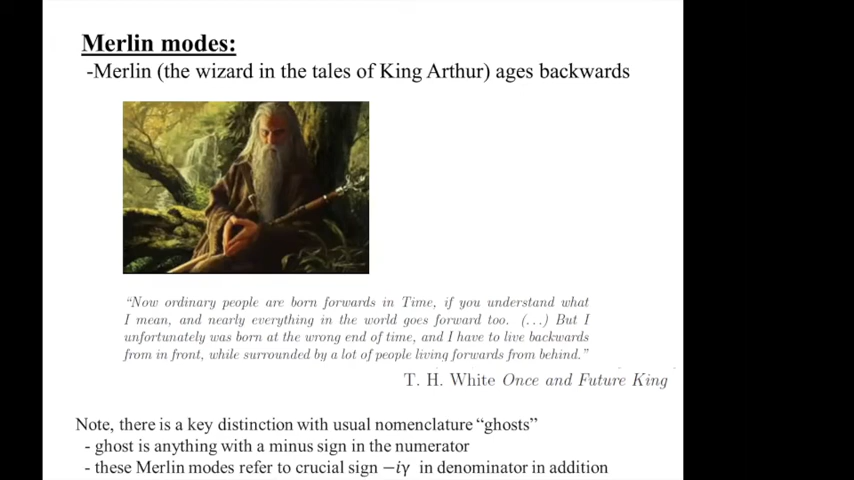 Merlin modes:
-Merlin (the wizard in the tales of King Arthur) ages backwards
“Now ordinary people are born forwards in Time, if you understand what
I mean, and nearly everything in the world goes forward too. (...) But I
unfortunately was born at the wrong end of time, and I have to live backwards
from in front, while surrounded by a lot of people living forwards from behind.”
T. H. White Once and Future King
Note, there is a key distinction with usual nomenclature “ghosts”
- ghost is anything with a minus sign in the numerator
- these Merlin modes refer to crucial sign −iγ in denominator in addition